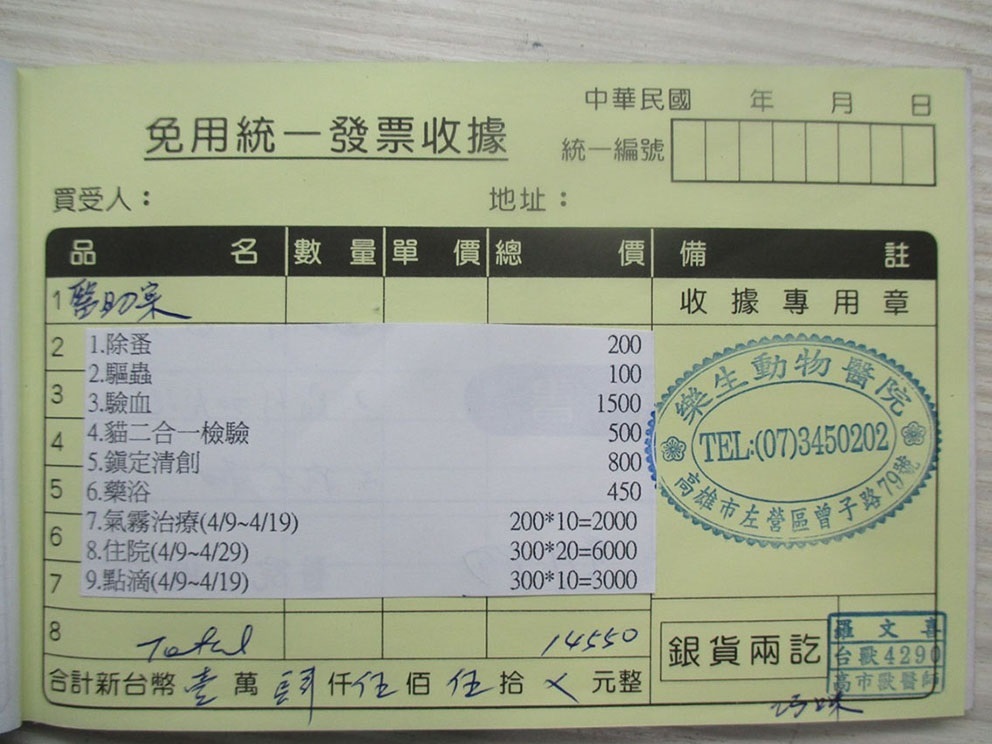 中華民國 年 月 日
免用統一發票收據
統一編號
買受人： 地址：
品名 數量 單價 總價 備註
1 醫助案 收據專用章
2 1.除蚤 200
3 2.驅蟲 100
3.驗血 1500
4 4.貓二合一檢驗 500
5.鎮定清創 800
5 6.藥浴 450
6 7.氣霧治療(4/9~4/19) 200*10=2000
8.住院(4/9~4/29) 300*20=6000
7 9.點滴(4/9~4/19) 300*10=3000
樂生動物醫院
TEL:(07)3450202
高雄市左營區曾子路79號
8 Total 14550
合計新台幣壹萬肆仟伍佰伍拾 元整
銀貨兩訖
羅文喜
台獸4290
高市獸醫師